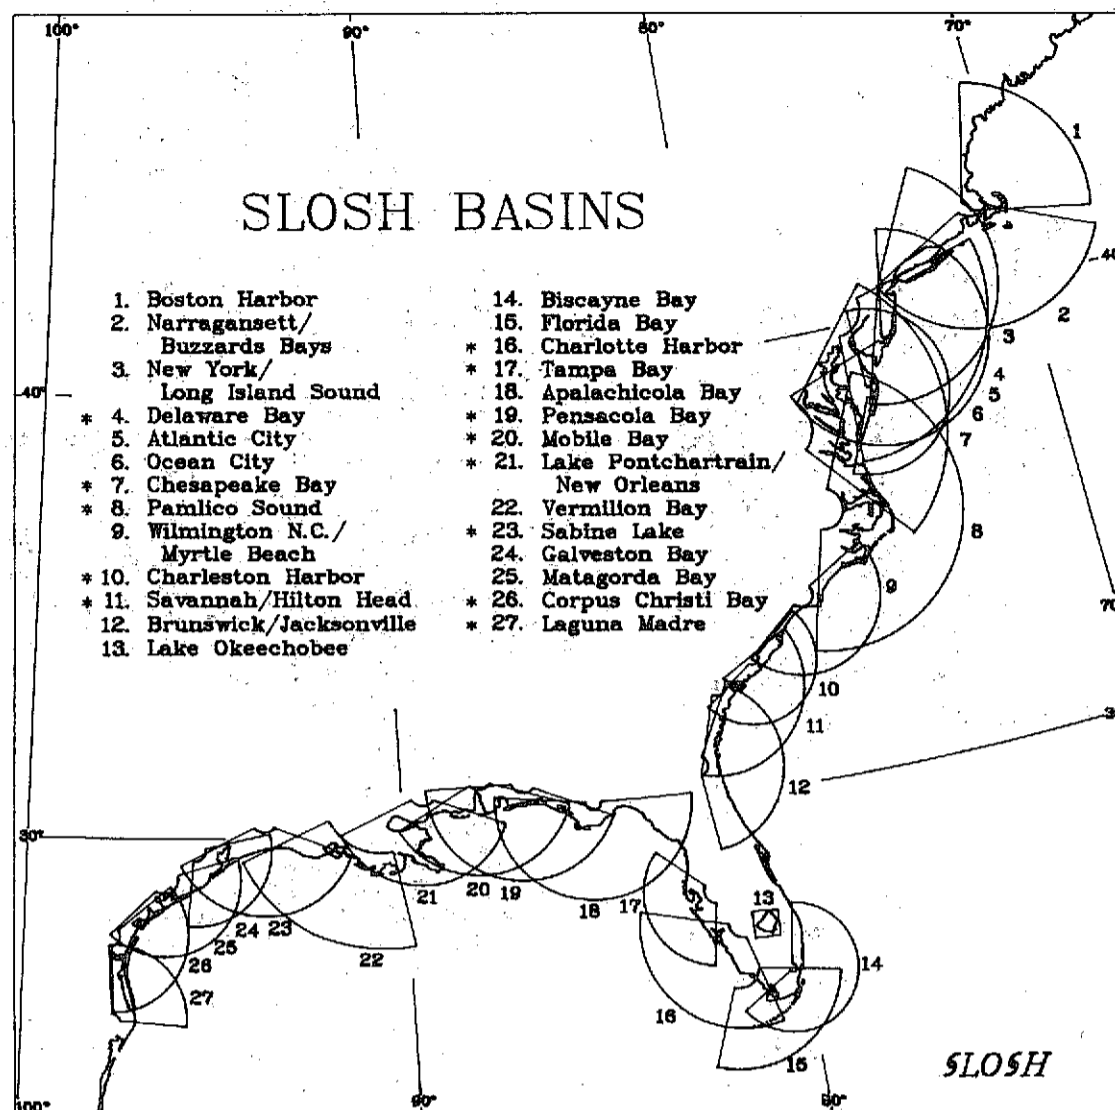 100°
90°
80°
70°
SLOSH BASINS
1. Boston Harbor
2. Narragansett/
Buzzards Bays
3. New York/
Long Island Sound
* 4. Delaware Bay
5. Atlantic City
6. Ocean City
* 7. Chesapeake Bay
* 8. Pamlico Sound
9. Wilmington N.C./
Myrtle Beach
* 10. Charleston Harbor
* 11. Savannah/Hilton Head
12. Brunswick/Jacksonville
13. Lake Okeechobee
14. Biscayne Bay
15. Florida Bay
* 16. Charlotte Harbor
* 17. Tampa Bay
18. Apalachicola Bay
* 19. Pensacola Bay
* 20. Mobile Bay
* 21. Lake Pontchartrain/
New Orleans
22. Vermilion Bay
* 23. Sabine Lake
24. Galveston Bay
25. Matagorda Bay
* 26. Corpus Christi Bay
* 27. Laguna Madre
1
40
2
3
4
5
6
7
8
9
10
11
12
13
14
15
16
17
18
19
20
21
22
23
24
25
26
27
40°
30°
70
3
100°
90°
80°
SLOSH